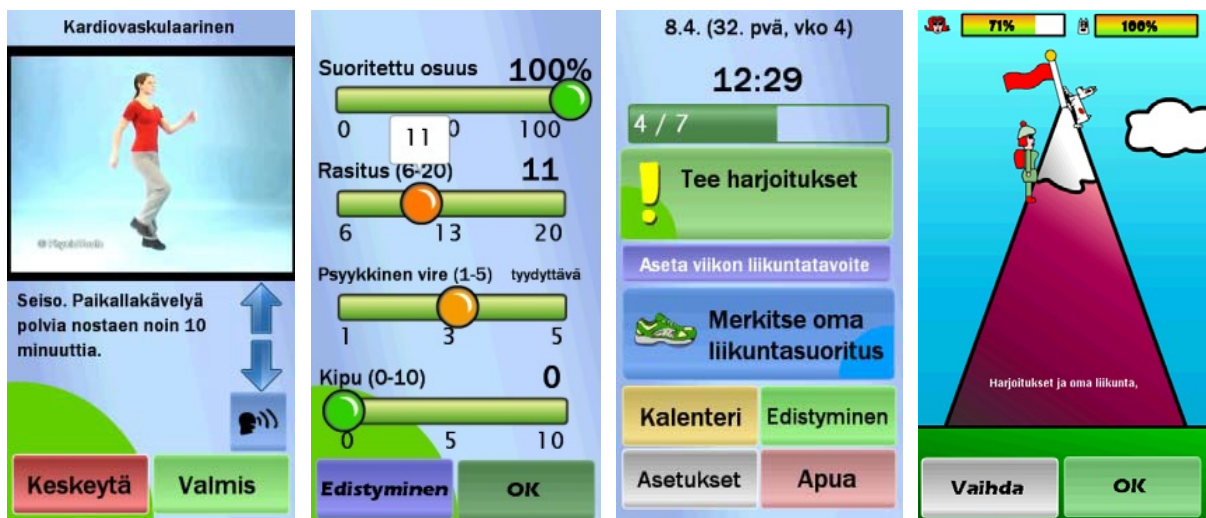 Kardiovaskulaarinen
Seiso. Paikallakävelyä
polvia nostaen noin 10
minuuttia.
Keskeytä
Valmis
Suoritettu osuus 100%
0 0 100
11
Rasitus (6-20) 11
6 13 20
Psyykkinen vire (1-5) tyydyttävä
1 3 5
Kipu (0-10) 0
0 5 10
Edistyminen
OK
8.4. (32. pvä, vko 4)
12:29
4 / 7
Tee harjoitukset
Aseta viikon liikuntatavoite
Merkitse oma
liikuntasuoritus
Kalenteri
Edistyminen
Asetukset
Apua
71%
100%
Harjoitukset ja oma liikunta,
Vaihda
OK